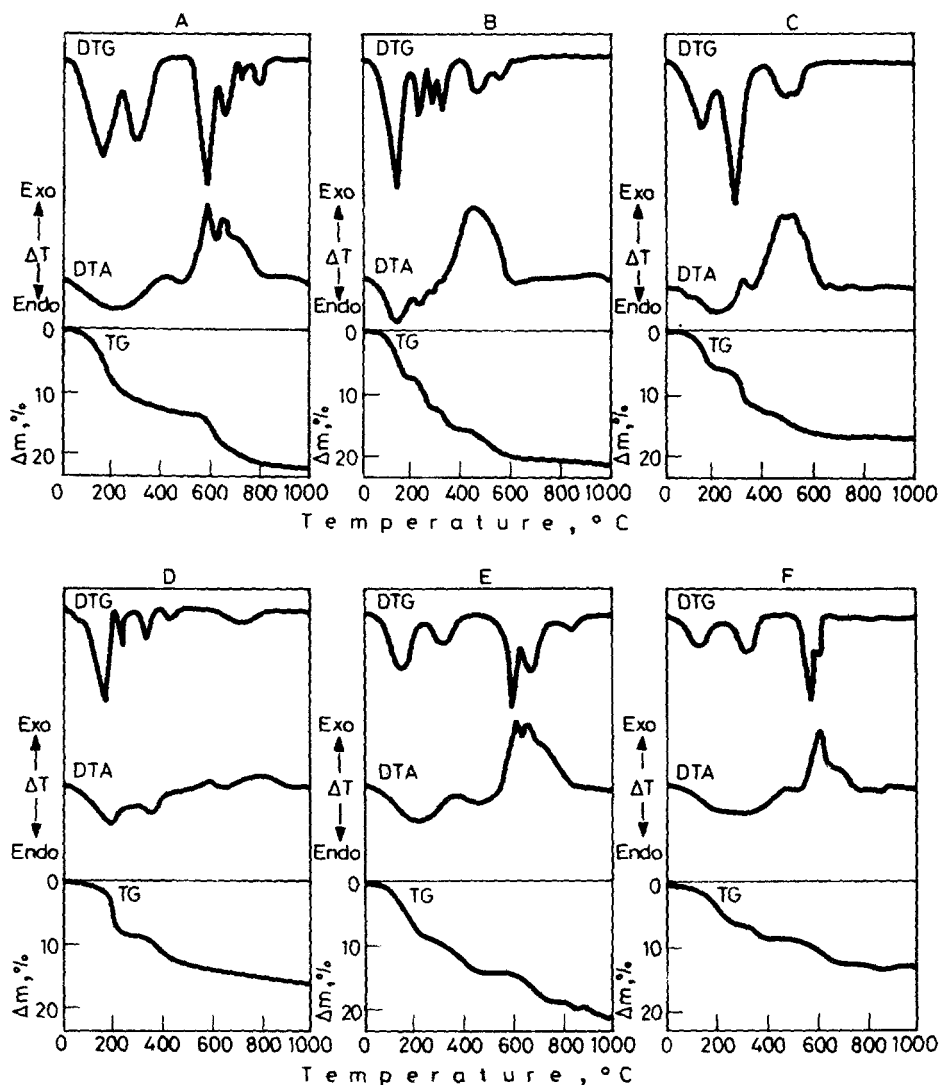 A B C
DTG DTG DTG
Exo Exo Exo
ΔT ΔT ΔT
DTA DTA DTA
Endo Endo Endo
0 0 0
TG TG TG
10 10 10
Δm,% Δm,% Δm,%
20 20 20
0 200 400 600 800 1000 0 200 400 600 800 1000 0 200 400 600 800 1000
Temperature, °C
D E F
DTG DTG DTG
Exo Exo Exo
ΔT ΔT ΔT
DTA DTA DTA
Endo Endo Endo
0 0 0
TG TG TG
10 10 10
Δm,% Δm,% Δm,%
20 20 20
0 200 400 600 800 1000 0 200 400 600 800 1000 0 200 400 600 800 1000
Temperature, °C